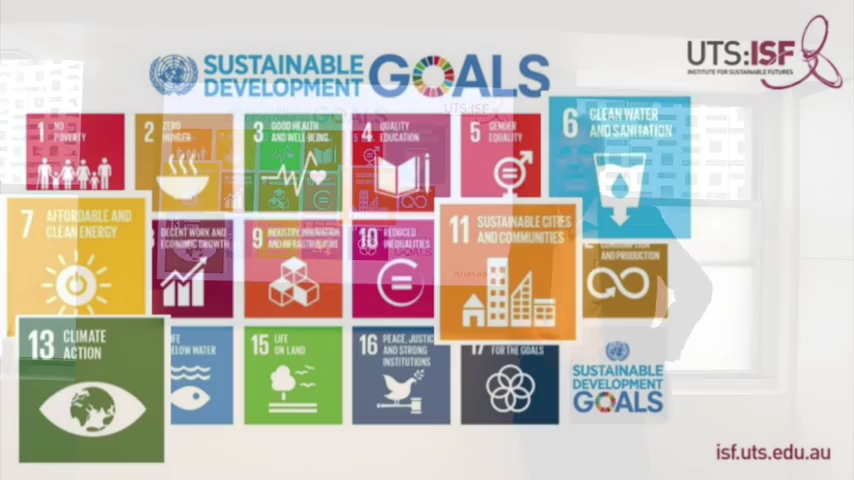 SUSTAINABLE
DEVELOPMENT
GOALS
UTS:ISF
INSTITUTE FOR SUSTAINABLE FUTURES
1 NO
POVERTY
2 ZERO
HUNGER
3 GOOD HEALTH
AND WELL-BEING
4 QUALITY
EDUCATION
5 GENDER
EQUALITY
6 CLEAN WATER
AND SANITATION
7 AFFORDABLE AND
CLEAN ENERGY
DECENT WORK AND
ECONOMIC GROWTH
9 INDUSTRY, INNOVATION
AND INFRASTRUCTURE
10 REDUCED
INEQUALITIES
11 SUSTAINABLE CITIES
AND COMMUNITIES
AND PRODUCTION
13 CLIMATE
ACTION
15 LIFE
ON LAND
16 PEACE, JUSTIC
AND STRONG
INSTITUTIONS
17
FOR THE GOALS
SUSTAINABLE
DEVELOPMENT
GOALS
isf.uts.edu.au